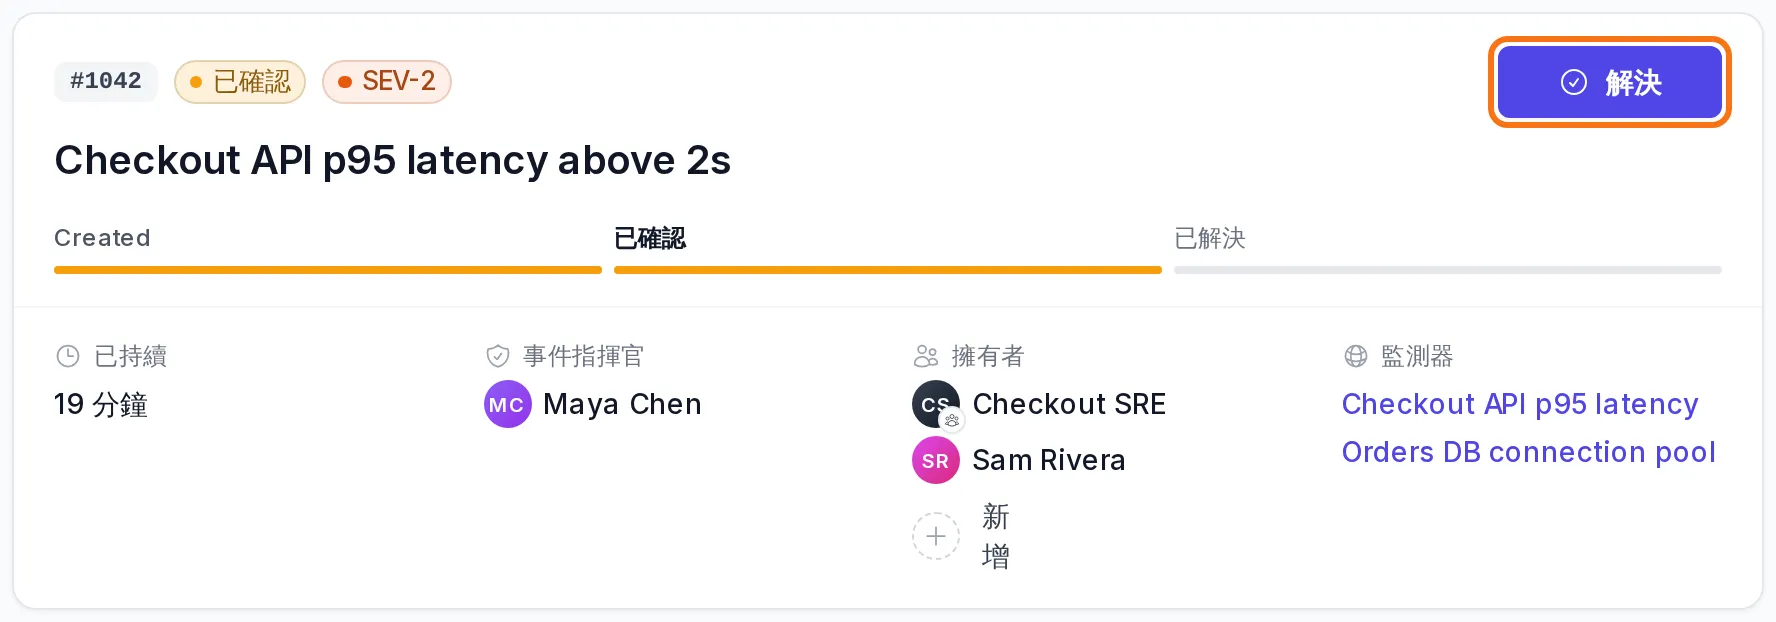 #1042 已確認 SEV-2 解決
Checkout API p95 latency above 2s
Created 已確認 已解決
已持續 事件指揮官 擁有者 監測器
19 分鐘 MC Maya Chen CS Checkout SRE Checkout API p95 latency
SR Sam Rivera Orders DB connection pool
新
增